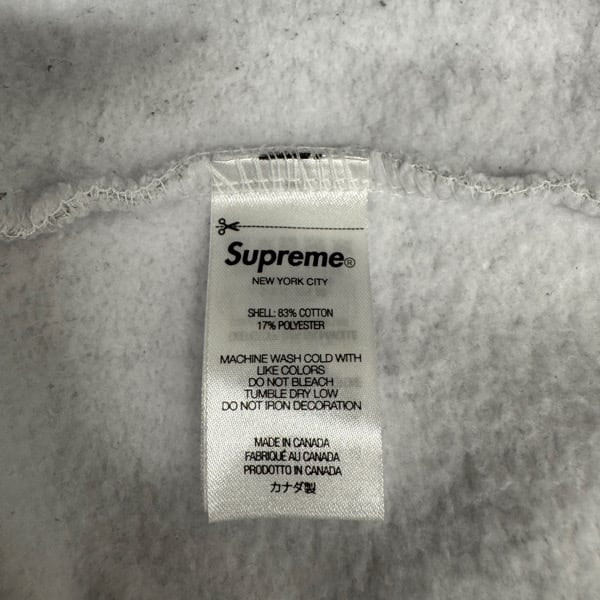 Supreme®
NEW YORK CITY
SHELL: 83% COTTON
17% POLYESTER
MACHINE WASH COLD WITH
LIKE COLORS
DO NOT BLEACH
TUMBLE DRY LOW
DO NOT IRON DECORATION
MADE IN CANADA
FABRIQUÉ AU CANADA
PRODOTTO IN CANADA
カナダ製